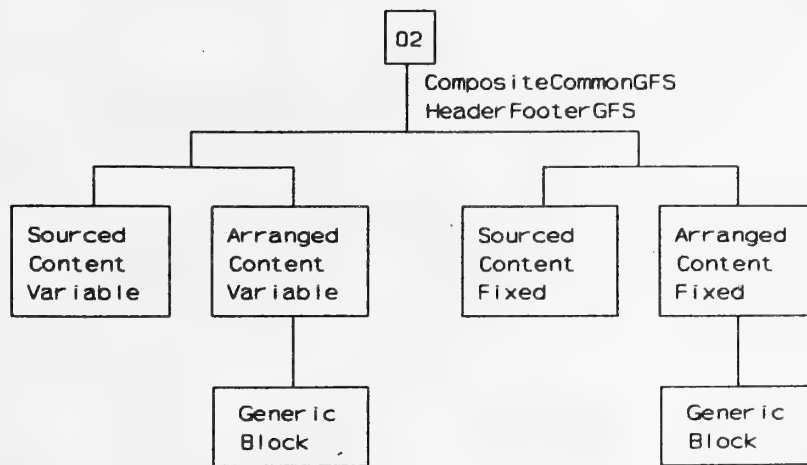 02
CompositeCommonGFS
HeaderFooterGFS
Sourced
Content
Variable
Arranged
Content
Variable
Sourced
Content
Fixed
Arranged
Content
Fixed
Generic
Block
Generic
Block